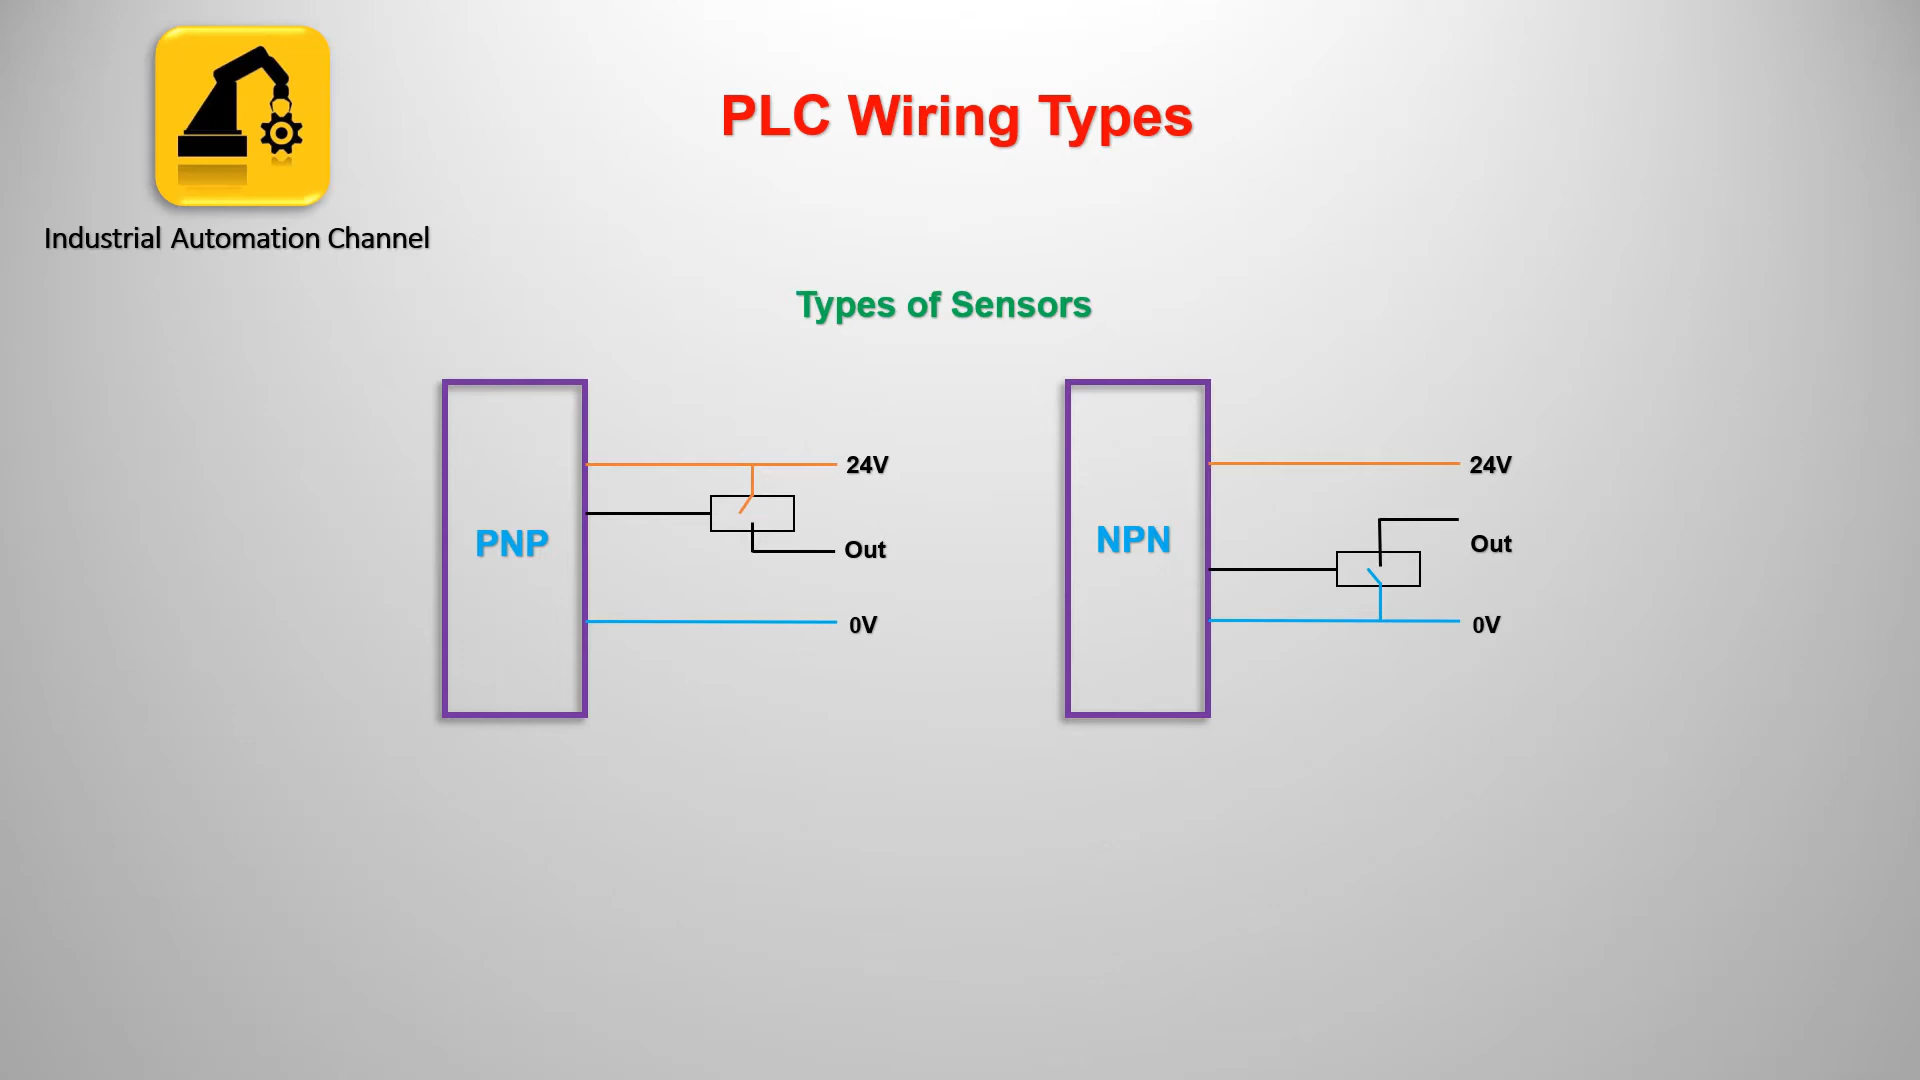 PLC Wiring Types
Industrial Automation Channel
Types of Sensors
PNP
24V
Out
0V
NPN
24V
Out
0V